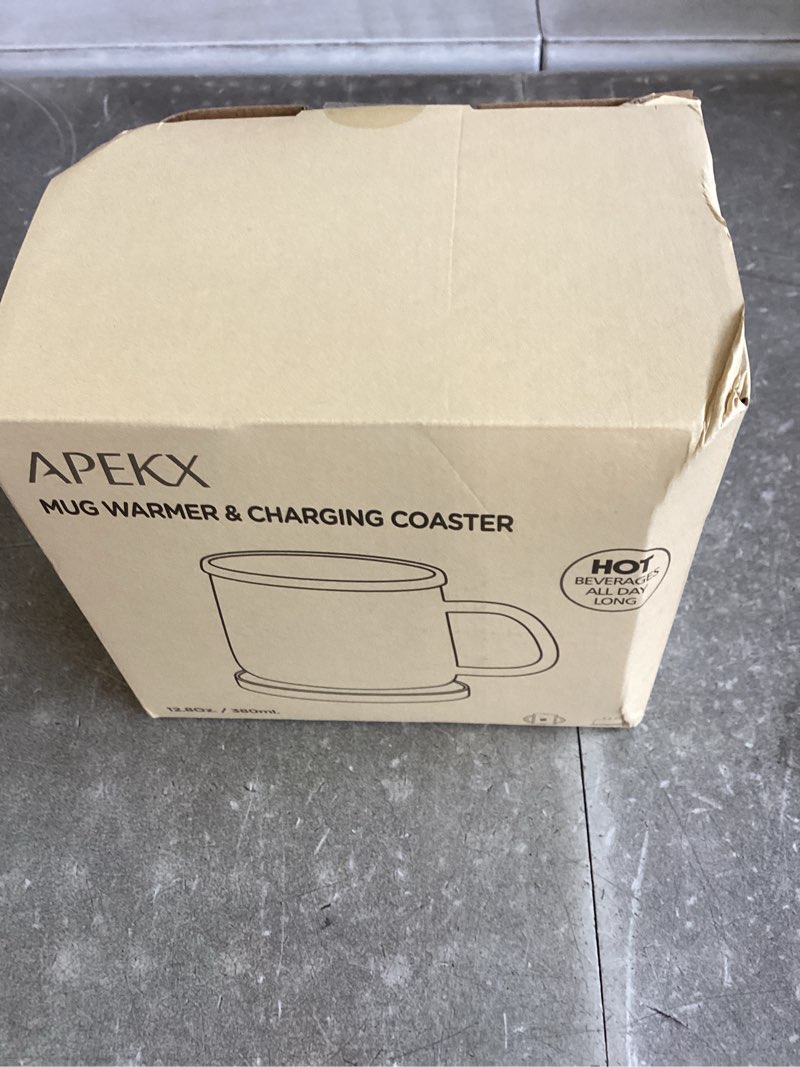 APEKX
MUG WARMER & CHARGING COASTER
HOT
BEVERAGES
ALL DAY
LONG
12.8OZ. / 380ml.